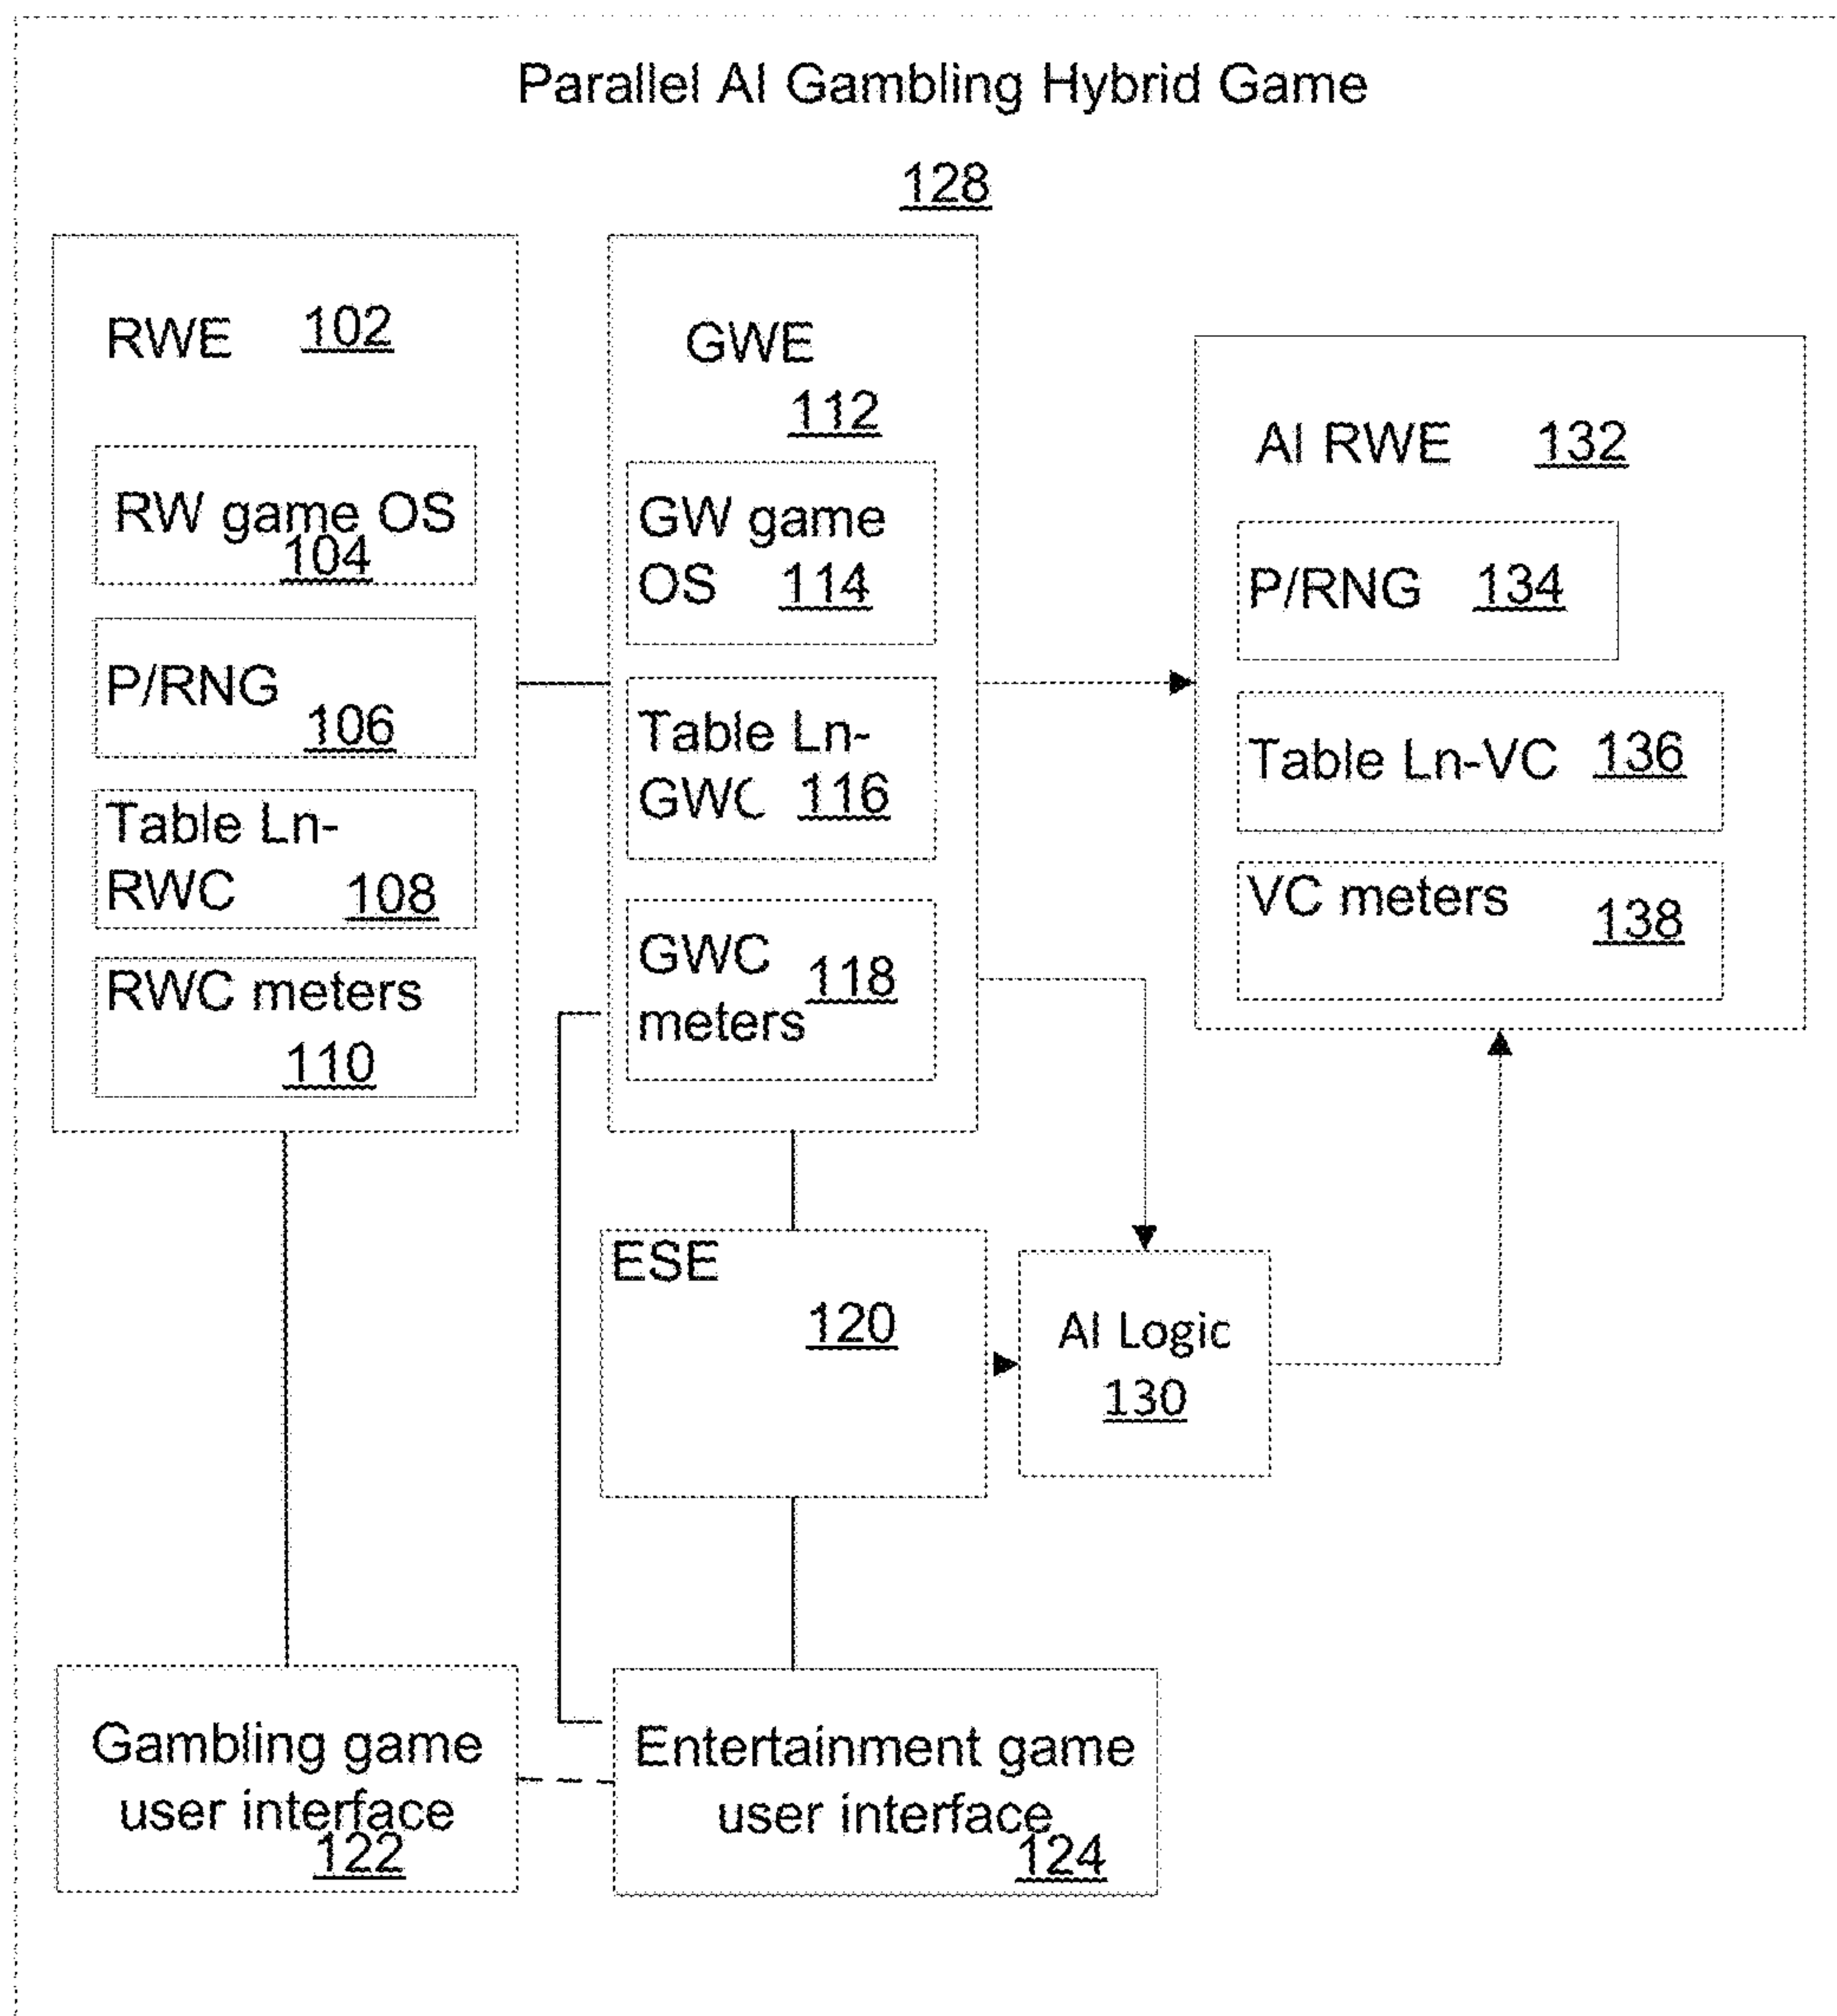 Parallel AI Gambling Hybrid Game
128
RWE 102
RW game OS
104
P/RNG
106
Table Ln-
RWC 108
RWC meters
110
GWE
112
GW game
OS 114
Table Ln-
GWC 116
GWC 118
meters
AI RWE 132
P/RNG 134
Table Ln-VC 136
VC meters
138
ESE
120
AI Logic
130
Gambling game
user interface
122
Entertainment game
user interface
124